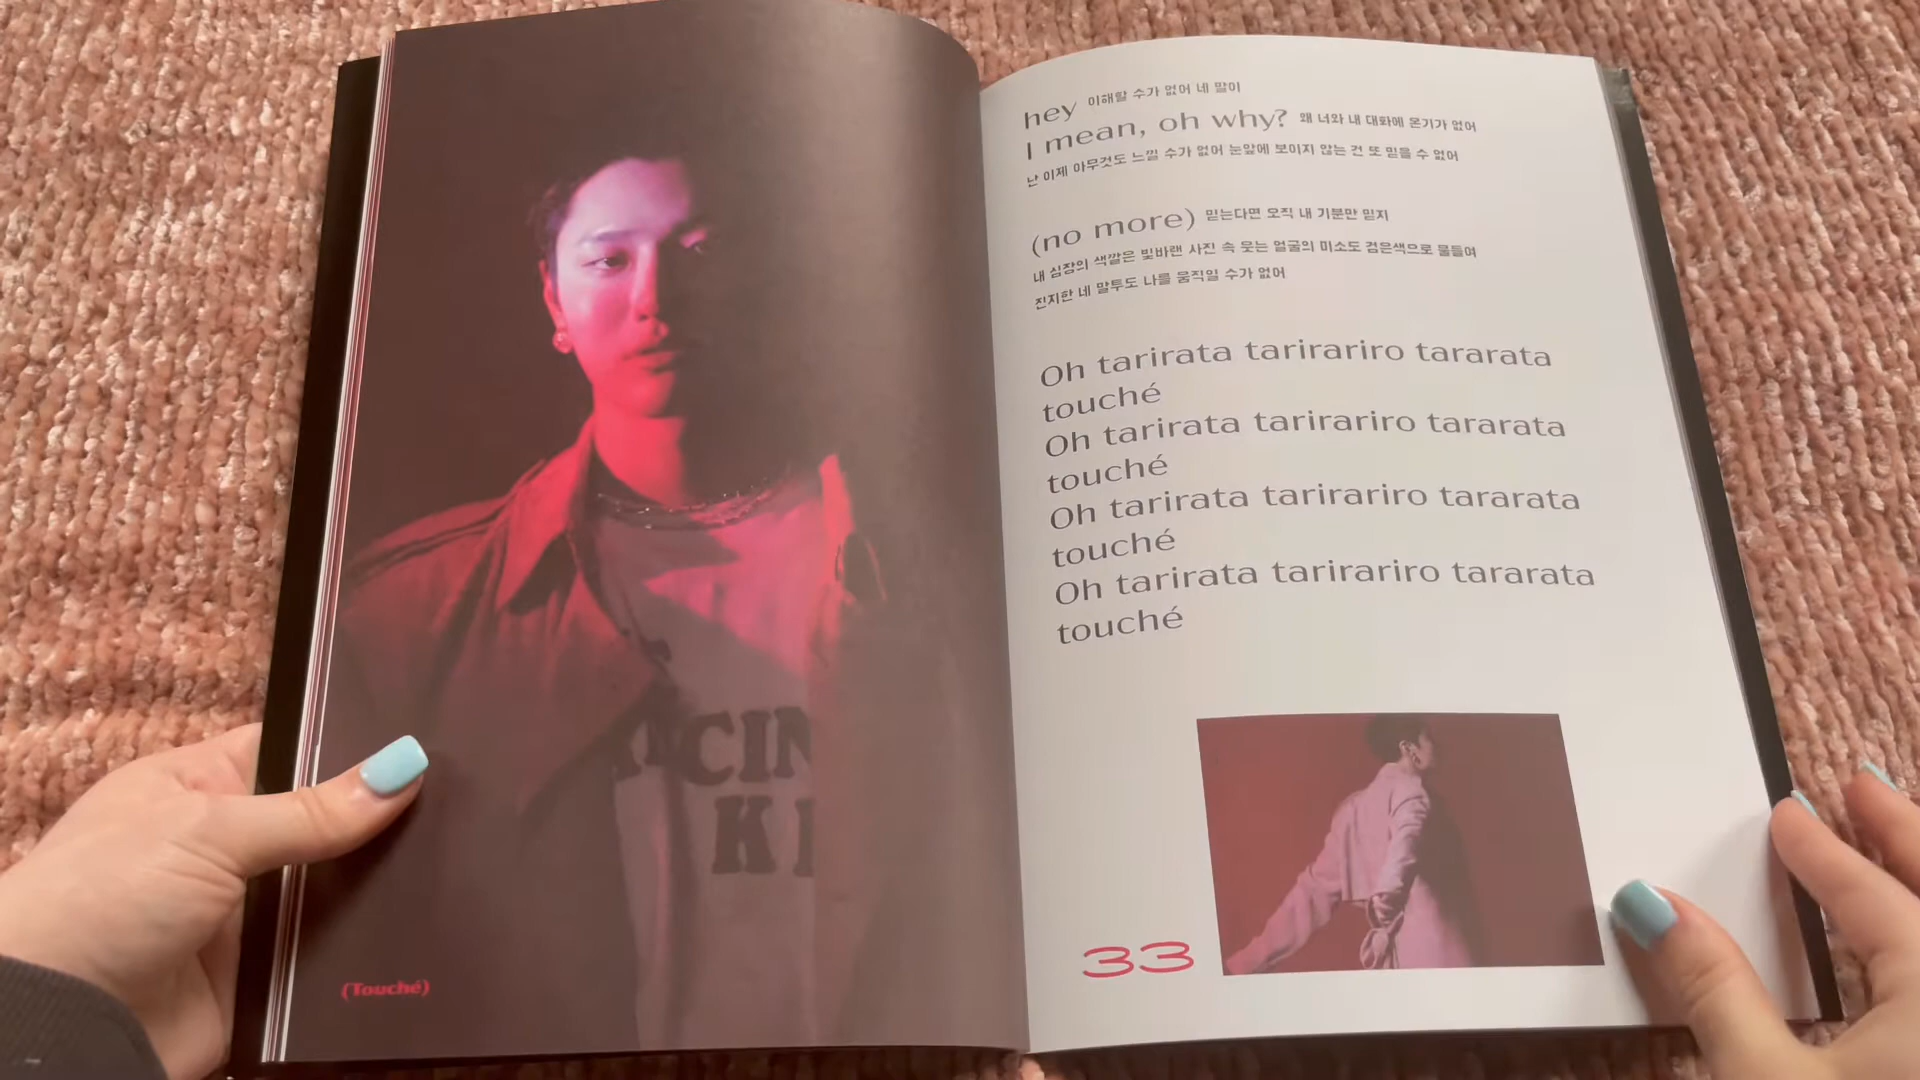 CIN
K
(Touché)
hey 이해할 수가 없어 네 말이
I mean, oh why? 왜 너와 내 대화에 온기가 없어
난 이제 아무것도 느낄 수가 없어 눈앞에 보이지 않는 건 또 믿을 수 없어
(no more) 믿는다면 오직 내 기분만 믿지
내 심장의 색깔은 빛바랜 사진 속 웃는 얼굴의 미소도 검은색으로 물들여
진지한 네 말투도 나를 움직일 수가 없어
Oh tarirata tarirariro tararata
touché
Oh tarirata tarirariro tararata
touché
Oh tarirata tarirariro tararata
touché
Oh tarirata tarirariro tararata
touché
33